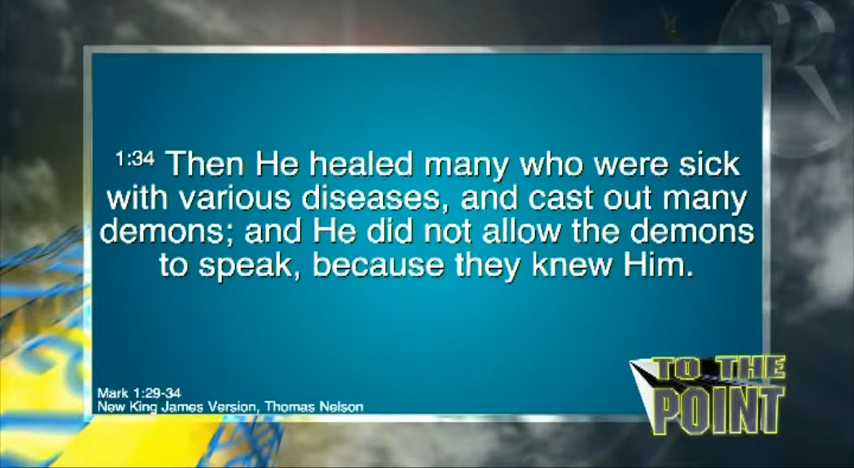 1:34 Then He healed many who were sick
with various diseases, and cast out many
demons; and He did not allow the demons
to speak, because they knew Him.
Mark 1:29-34
New King James Version, Thomas Nelson
TO THE
POINT